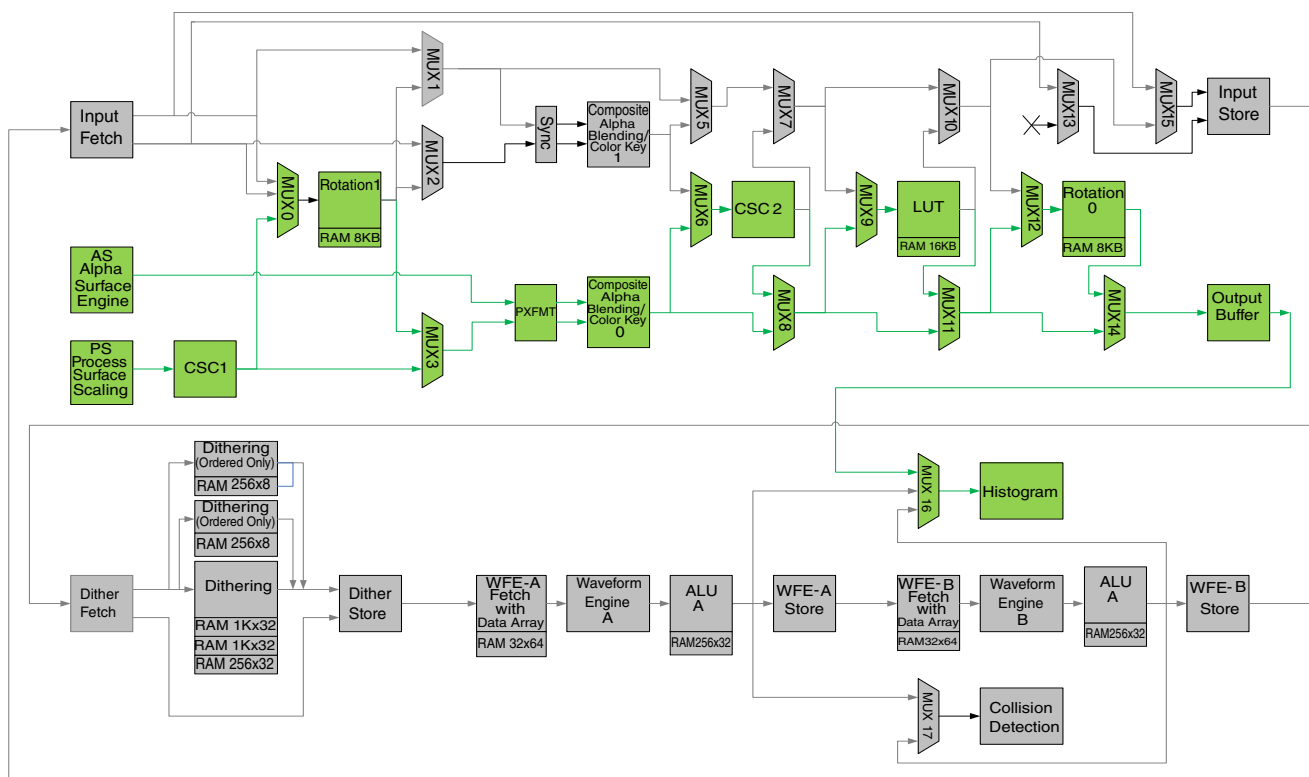 Input
Fetch
MUX 1
MUX2
MUX0
Rotation1
RAM 8KB
Sync
Composite
Alpha
Blending/
Color Key
1
MUX5
MUX7
MUX10
MUX13
MUX15
Input
Store
MUX6
CSC 2
MUX9
LUT
RAM 16KB
MUX12
Rotation
0
RAM 8KB
AS
Alpha
Surface
Engine
PS
Process
Surface
Scaling
CSC1
MUX3
PXFMT
Composite
Alpha
Blending/
Color Key
0
MUX8
MUX11
MUX14
Output
Buffer
Dithering
(Ordered Only)
RAM 256x8
Dithering
(Ordered Only)
RAM 256x8
Dither
Fetch
Dithering
RAM 1Kx32
RAM 1Kx32
RAM 256x32
Dither
Store
WFE-A
Fetch
with
Data Array
RAM 32x64
Waveform
Engine
A
ALU
A
RAM256x32
WFE-A
Store
MUX 16
Histogram
WFE-B
Fetch
with
Data Array
RAM32x64
Waveform
Engine
B
ALU
A
RAM256x32
WFE-B
Store
MUX 17
Collision
Detection